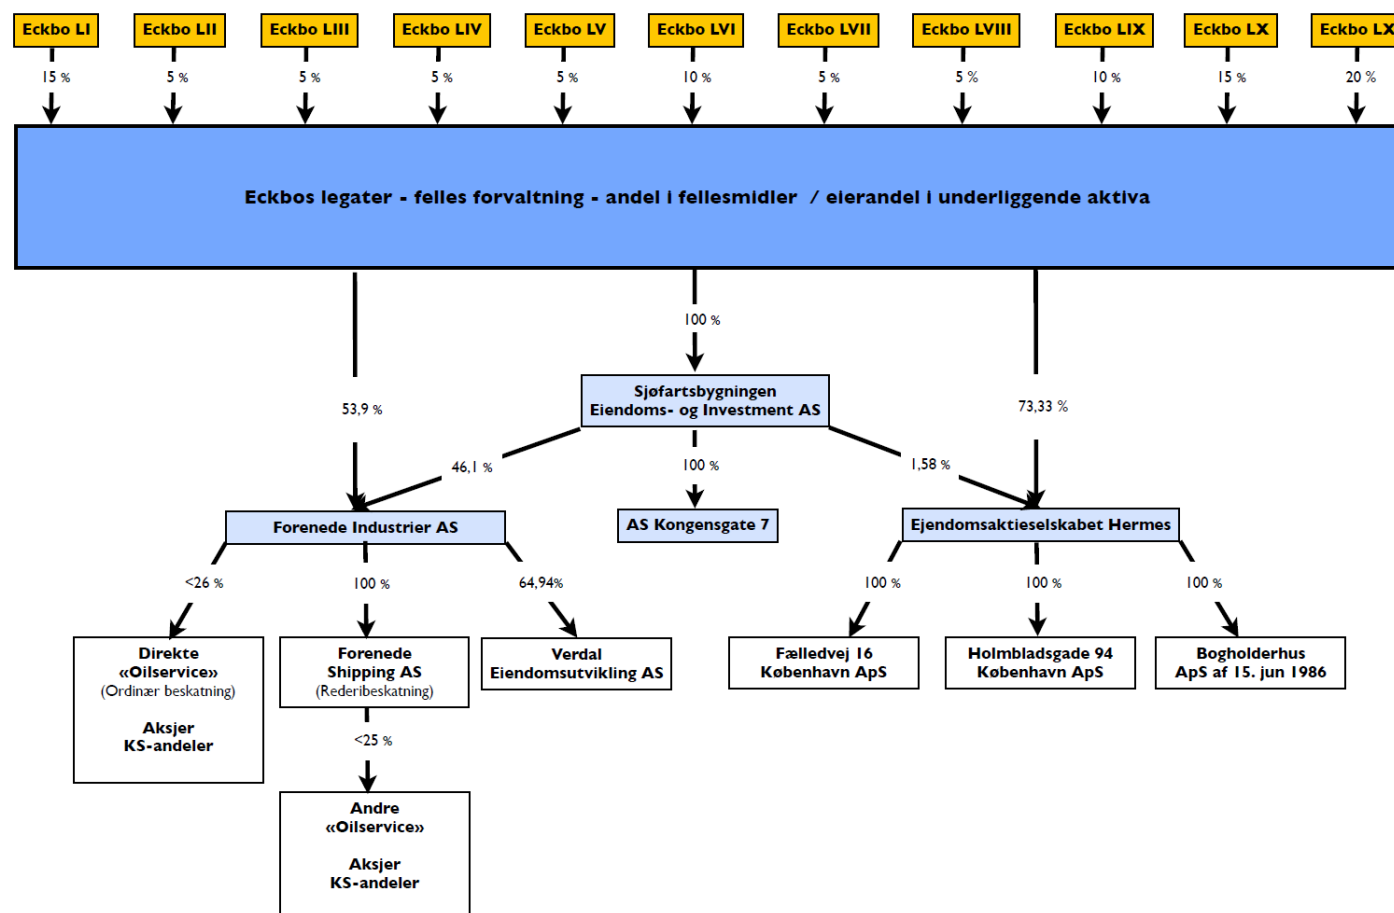 Eckbo LI
Eckbo LII
Eckbo LIII
Eckbo LIV
Eckbo LV
Eckbo LVI
Eckbo LVII
Eckbo LVIII
Eckbo LIX
Eckbo LX
Eckbo LX
15 %
5 %
5 %
5 %
5 %
10 %
5 %
5 %
10 %
15 %
20 %
Eckbos legater - felles forvaltning - andel i fellesmidler / eierandel i underliggende aktiva
100 %
Sjøfartsbygningen
Eiendoms- og Investment AS
53,9 %
73,33 %
46,1 %
100 %
1,58 %
Forenede Industrier AS
AS Kongensgate 7
Ejendomsaktieselskabet Hermes
<26 %
100 %
64,94%
100 %
100 %
100 %
Direkte
«Oilservice»
(Ordinær beskatning)
Aksjer
KS-andeler
Forenede
Shipping AS
(Rederibeskatning)
Verdal
Eiendomsutvikling AS
Fælledvej 16
København ApS
Holmbladsgade 94
København ApS
Bogholderhus
ApS af 15. jun 1986
<25 %
Andre
«Oilservice»
Aksjer
KS-andeler